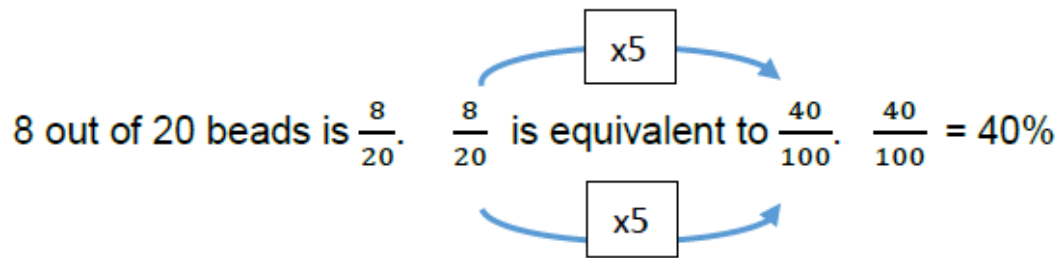 x5
8 out of 20 beads is 8/20. 8/20 is equivalent to 40/100. 40/100 = 40%
x5